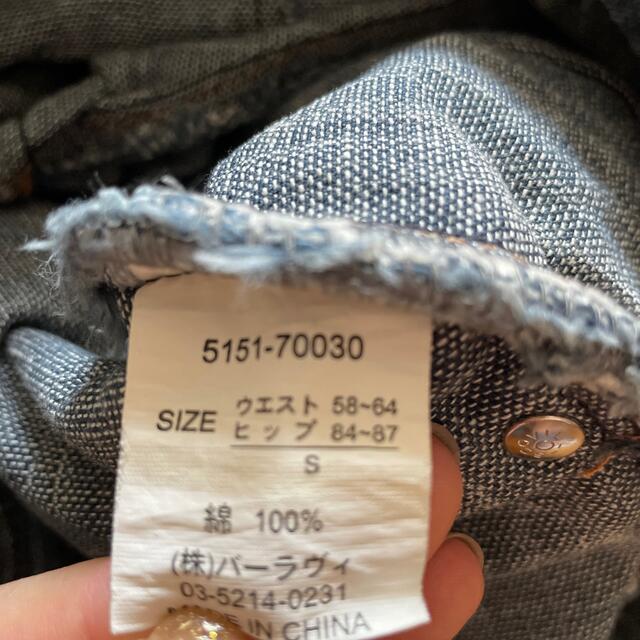 5151-70030
SIZE ウエスト 58~64
ヒップ 84~87
S
綿 100%
(株)バーラヴィ
03-5214-0231
MADE IN CHINA